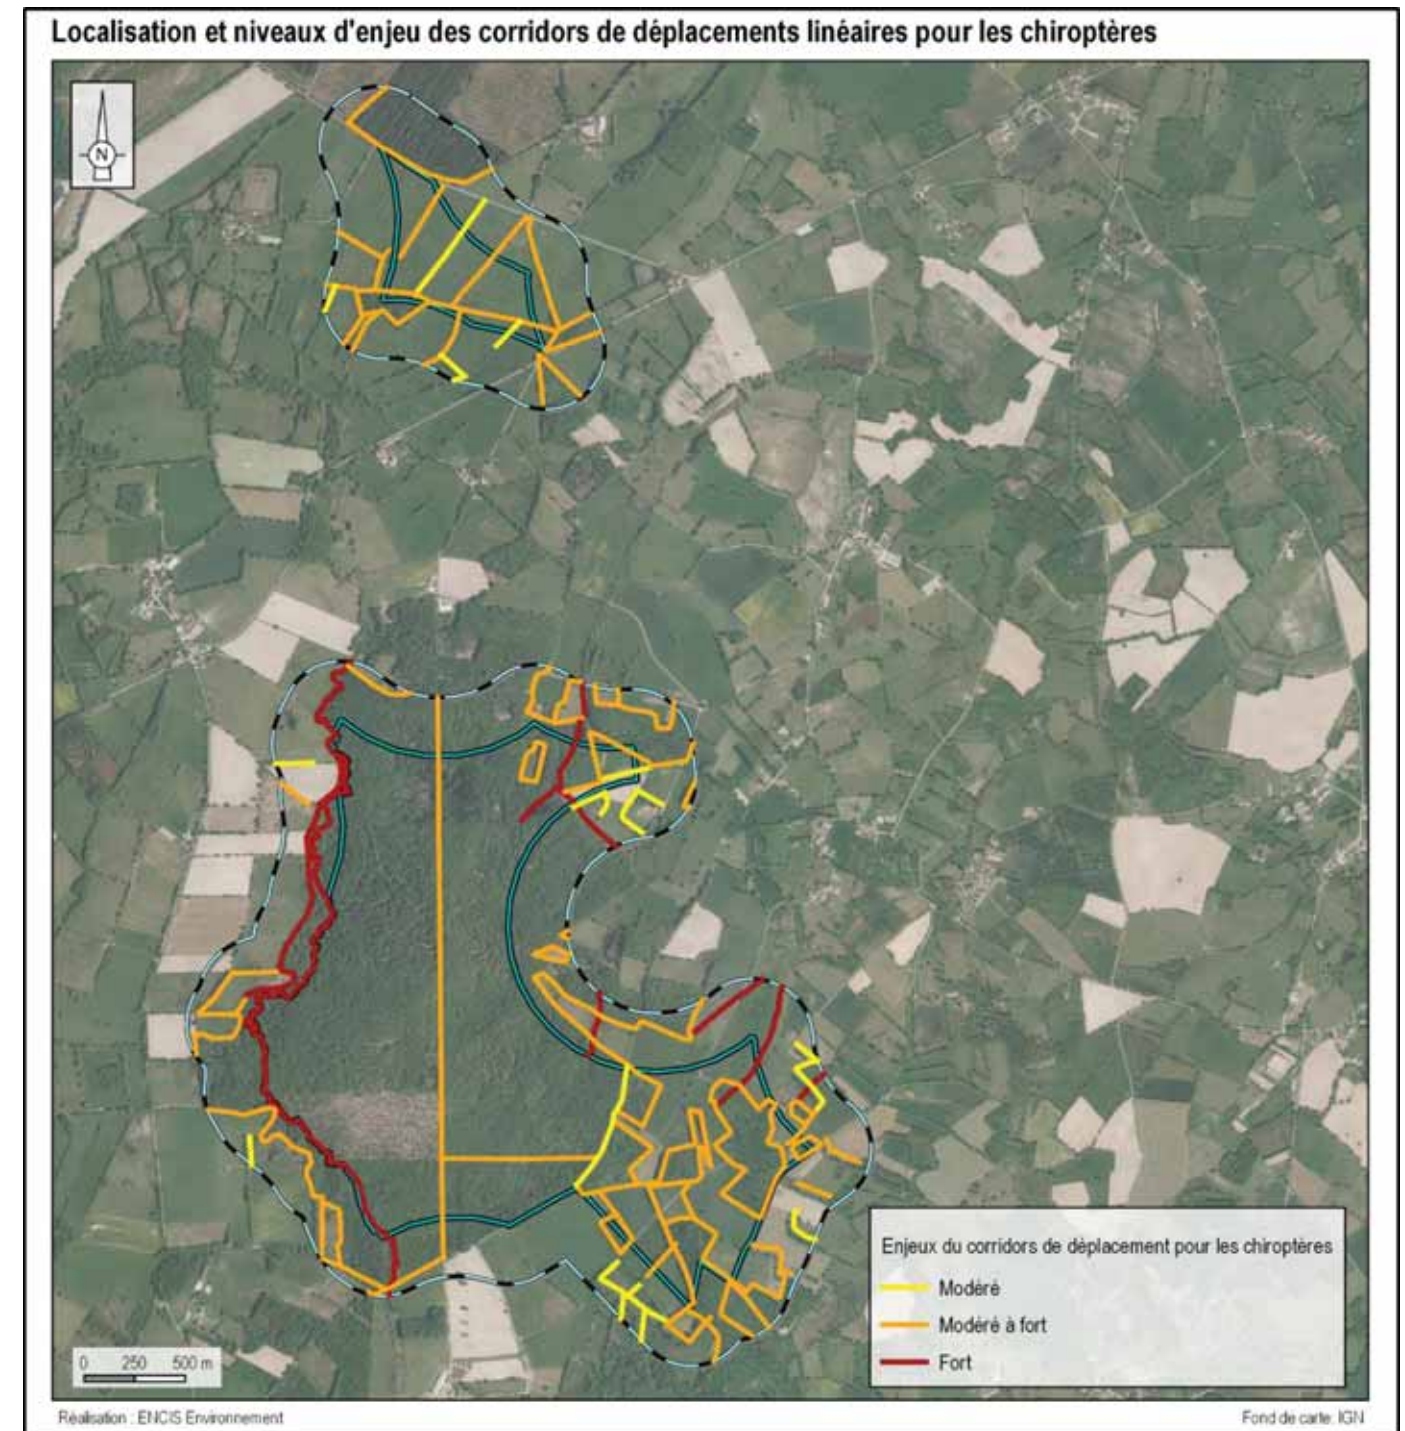 Localisation et niveaux d'enjeu des corridors de déplacements linéaires pour les chiroptères
N
Enjeux du corridors de déplacement pour les chiroptères
Modéré
Modéré à fort
Fort
0 250 500 m
Réalisation : ENCIS Environnement
Fond de carte: IGN